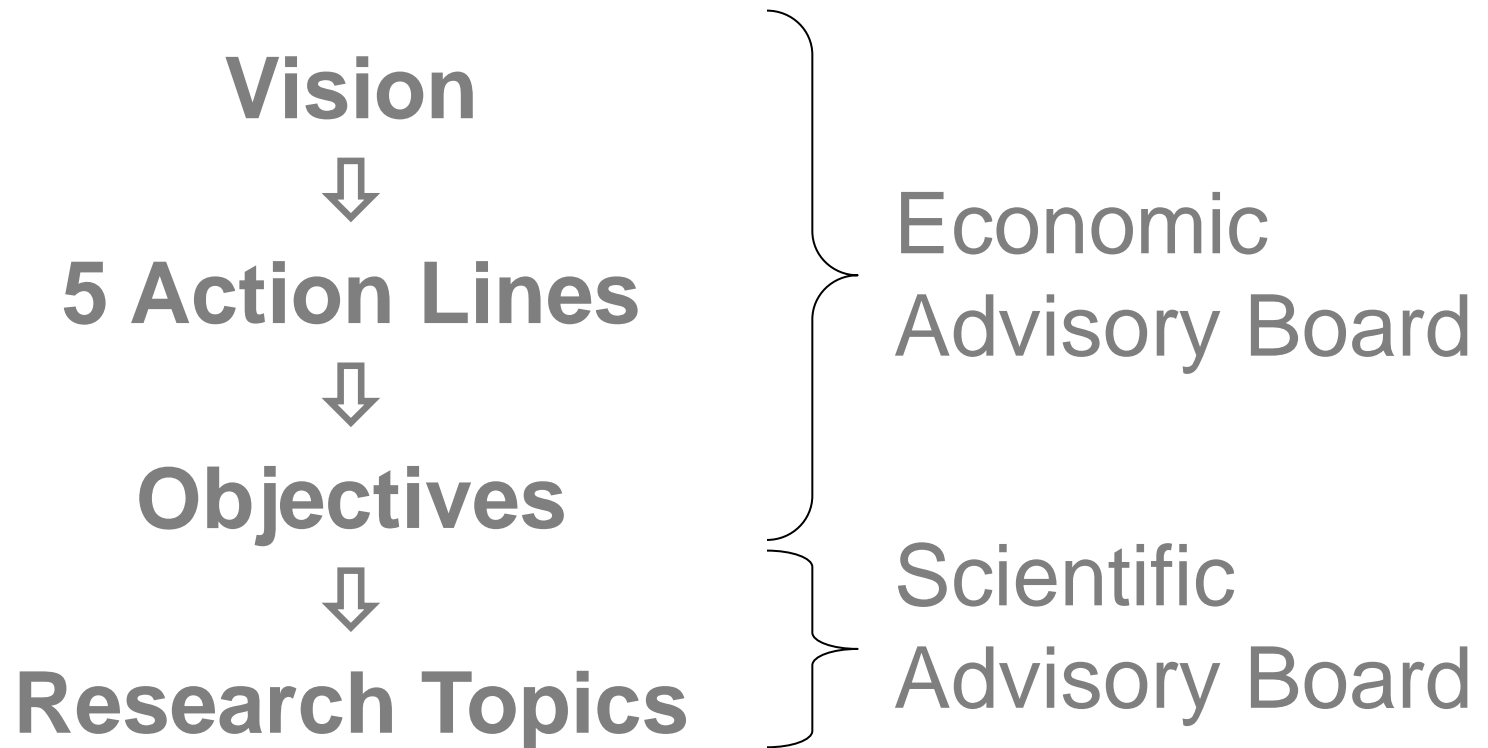 Vision
5 Action Lines
Objectives
Research Topics
Economic
Advisory Board
Scientific
Advisory Board